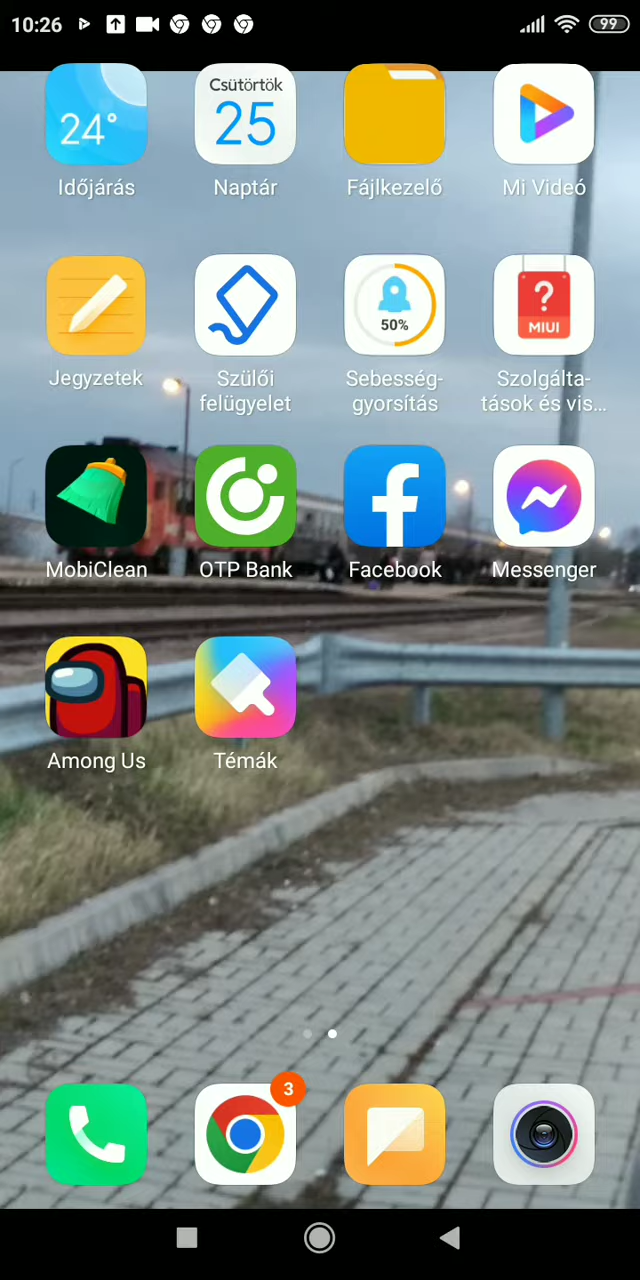 10:26
99
24°
Csütörtök
25
Időjárás
Naptár
Fájlkezelő
Mi Videó
50%
?
MIUI
Jegyzetek
Szülői
felügyelet
Sebesség-
gyorsítás
Szolgálta-
tások és vis...
MobiClean
OTP Bank
Facebook
Messenger
Among Us
Témák
3